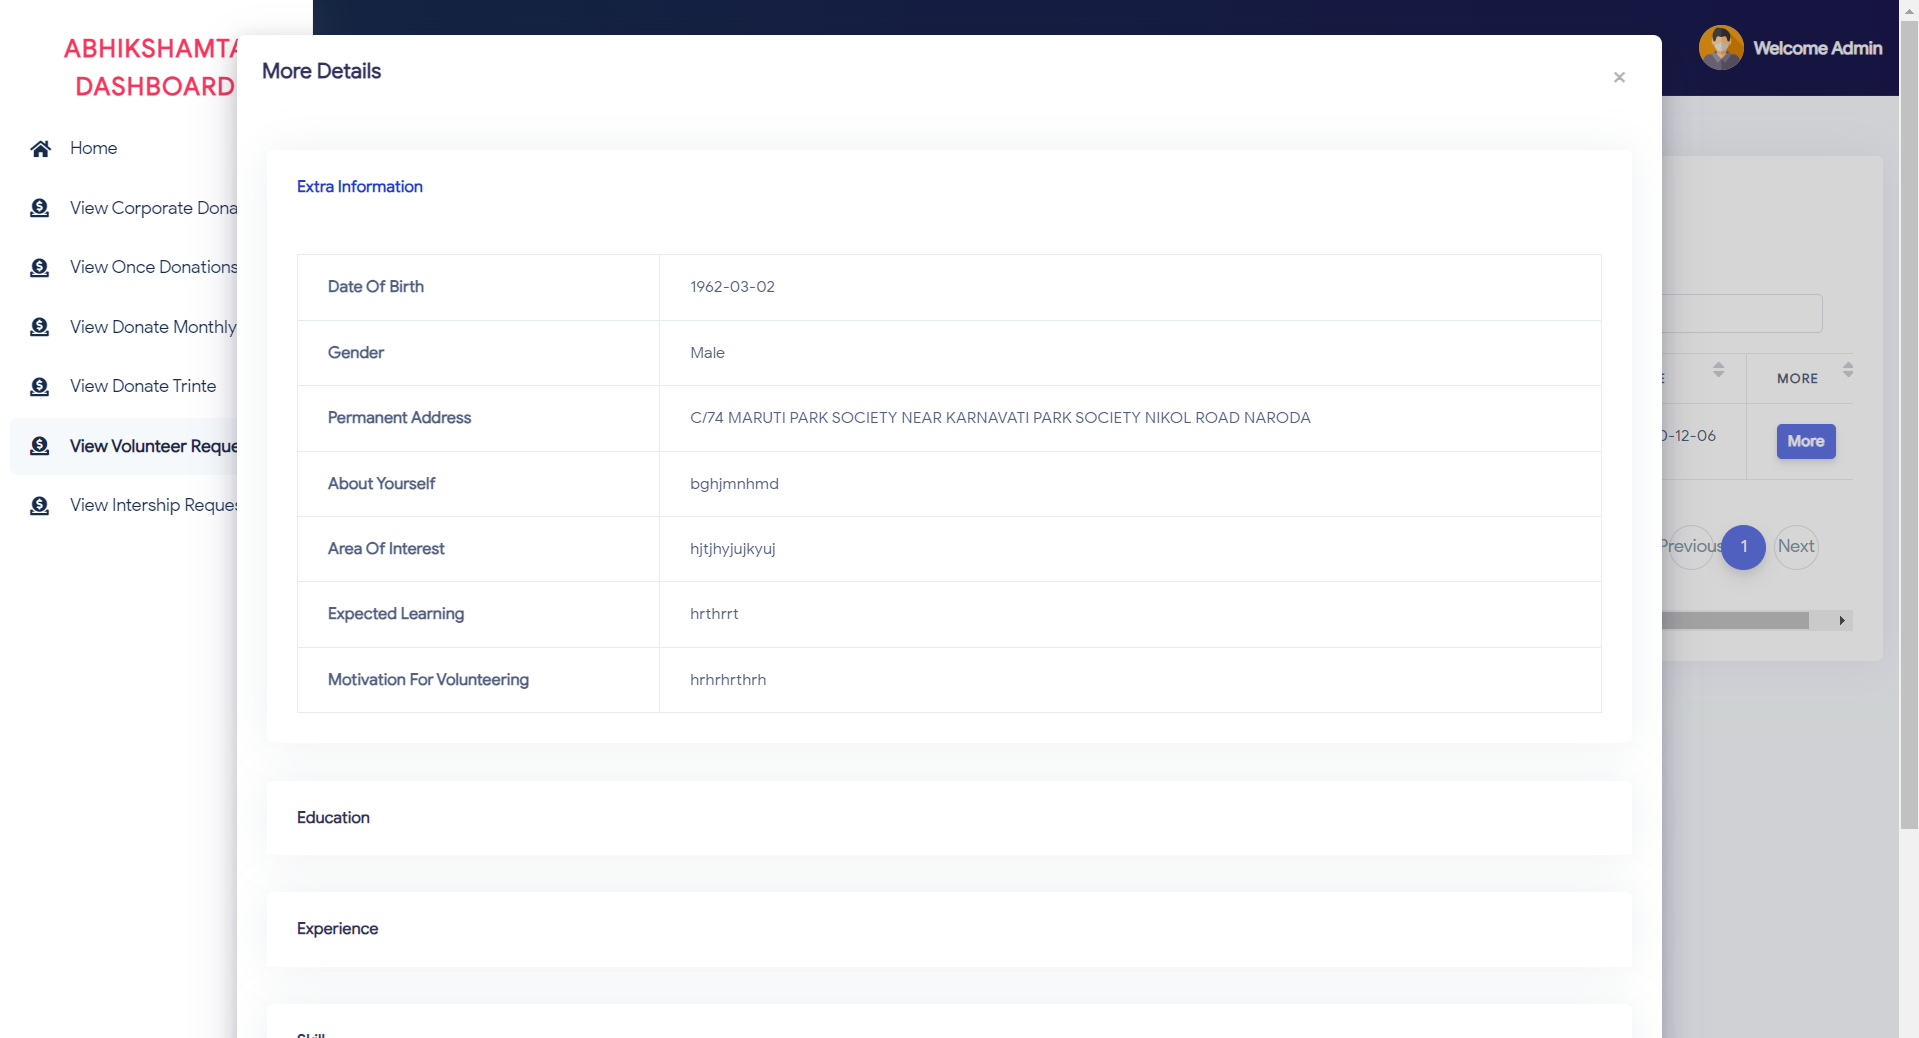 ABHIKSHAMTA
DASHBOARD
Home
View Corporate Dona
View Once Donations
View Donate Monthly
View Donate Trinte
View Volunteer Reque
View Intership Reques
Welcome Admin
More Details
×
Extra Information
Date Of Birth 1962-03-02
Gender Male
Permanent Address C/74 MARUTI PARK SOCIETY NEAR KARNAVATI PARK SOCIETY NIKOL ROAD NARODA
About Yourself bghjmnhmd
Area Of Interest hjtjhyjujkyuj
Expected Learning hrthrrt
Motivation For Volunteering hrhrhrthrh
Education
Experience
Skill
MORE
0-12-06 More
Previous 1 Next